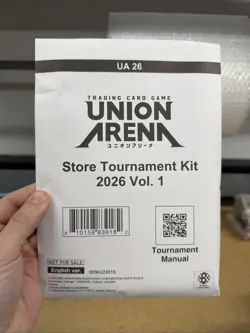 UA 26
TRADING CARD GAME
UNION
ARENA
ユニオンアリーナ
Store Tournament Kit
2026 Vol. 1
Tournament
Manual
NOT FOR SALE
English ver.